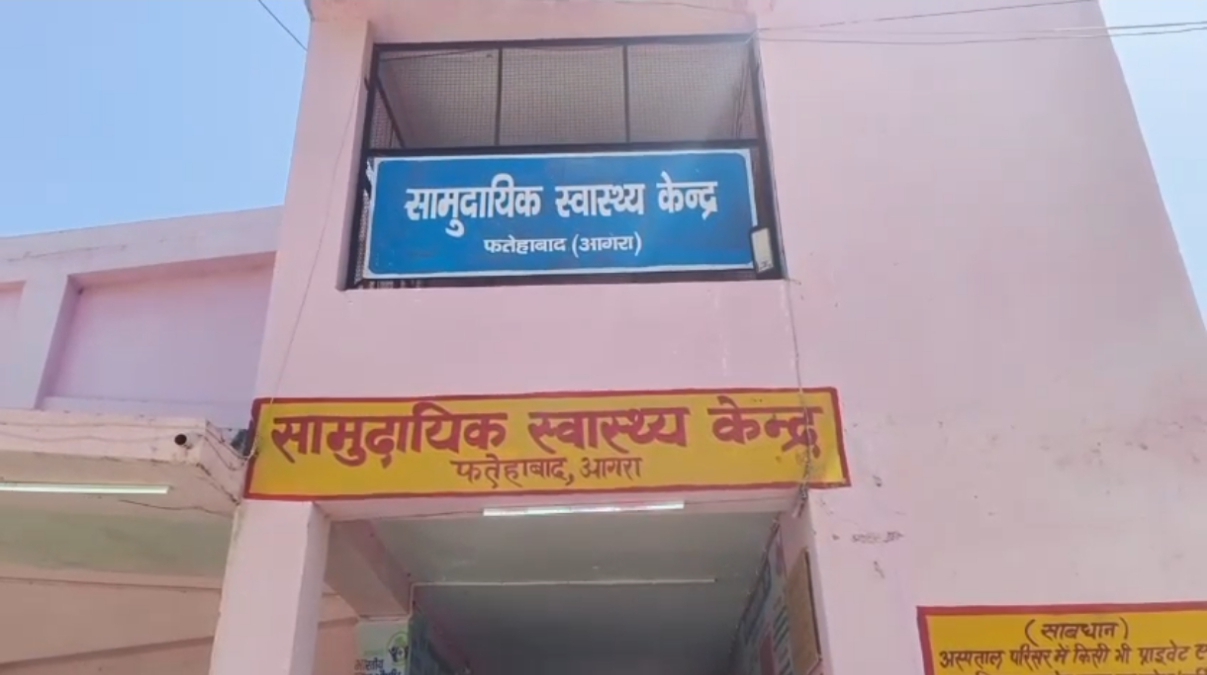 सामुदायिक स्वास्थ्य केन्द्र
फतेहाबाद (आगरा)
सामुदायिक स्वास्थ्य केन्द्र
फतेहाबाद, आगरा
(सावधान)
अस्पताल परिसर में किसी भी प्राइवेट